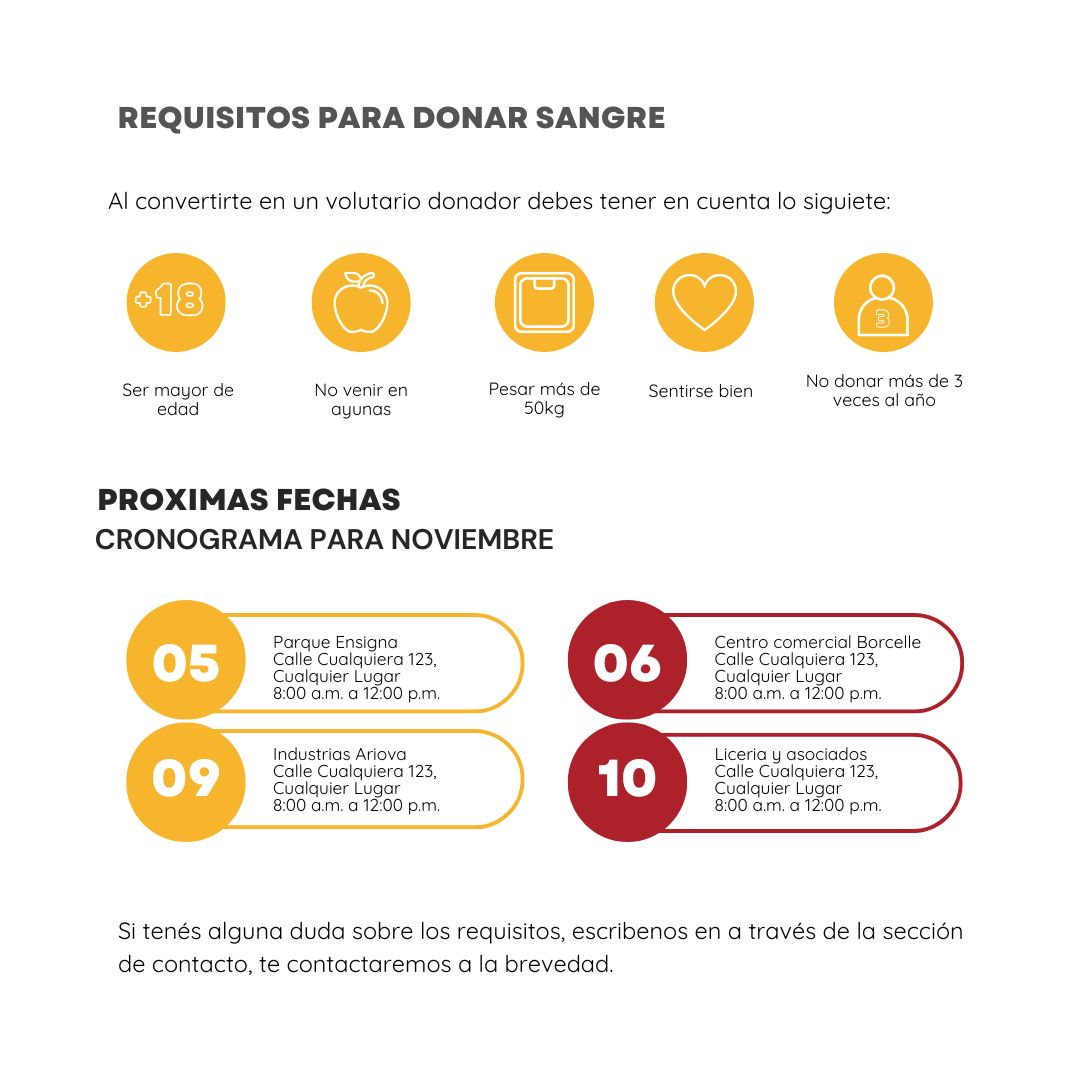 REQUISITOS PARA DONAR SANGRE
Al convertirte en un volutario donador debes tener en cuenta lo siguiete:
+18
3
Ser mayor de
edad
No venir en
ayunas
Pesar más de
50kg
Sentirse bien
No donar más de 3
veces al año
PROXIMAS FECHAS
CRONOGRAMA PARA NOVIEMBRE
05
Parque Ensigna
Calle Cualquiera 123,
Cualquier Lugar
8:00 a.m. a 12:00 p.m.
06
Centro comercial Borcelle
Calle Cualquiera 123,
Cualquier Lugar
8:00 a.m. a 12:00 p.m.
09
Industrias Ariova
Calle Cualquiera 123,
Cualquier Lugar
8:00 a.m. a 12:00 p.m.
10
Liceria y asociados
Calle Cualquiera 123,
Cualquier Lugar
8:00 a.m. a 12:00 p.m.
Si tenés alguna duda sobre los requisitos, escribenos en a través de la sección
de contacto, te contactaremos a la brevedad.